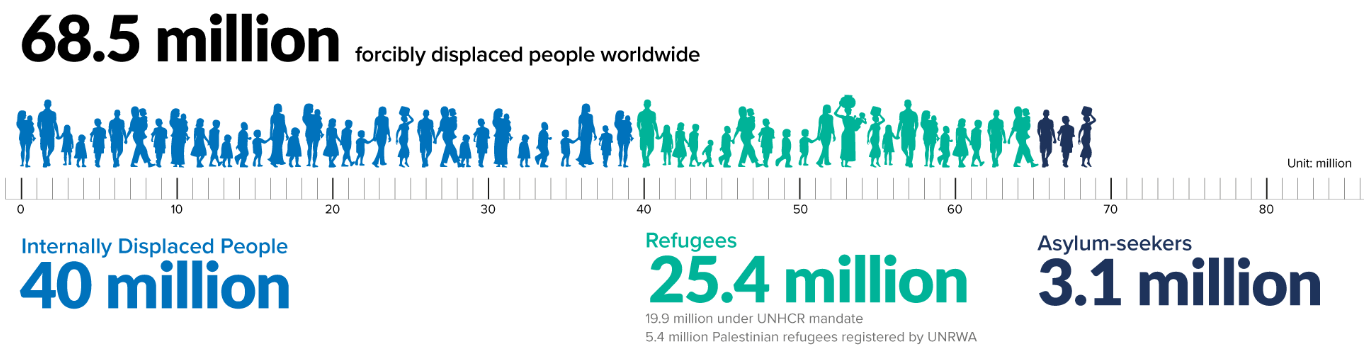 68.5 million forcibly displaced people worldwide
Unit: million
0 10 20 30 40 50 60 70 80
Internally Displaced People
40 million
Refugees
25.4 million
19.9 million under UNHCR mandate
5.4 million Palestinian refugees registered by UNRWA
Asylum-seekers
3.1 million